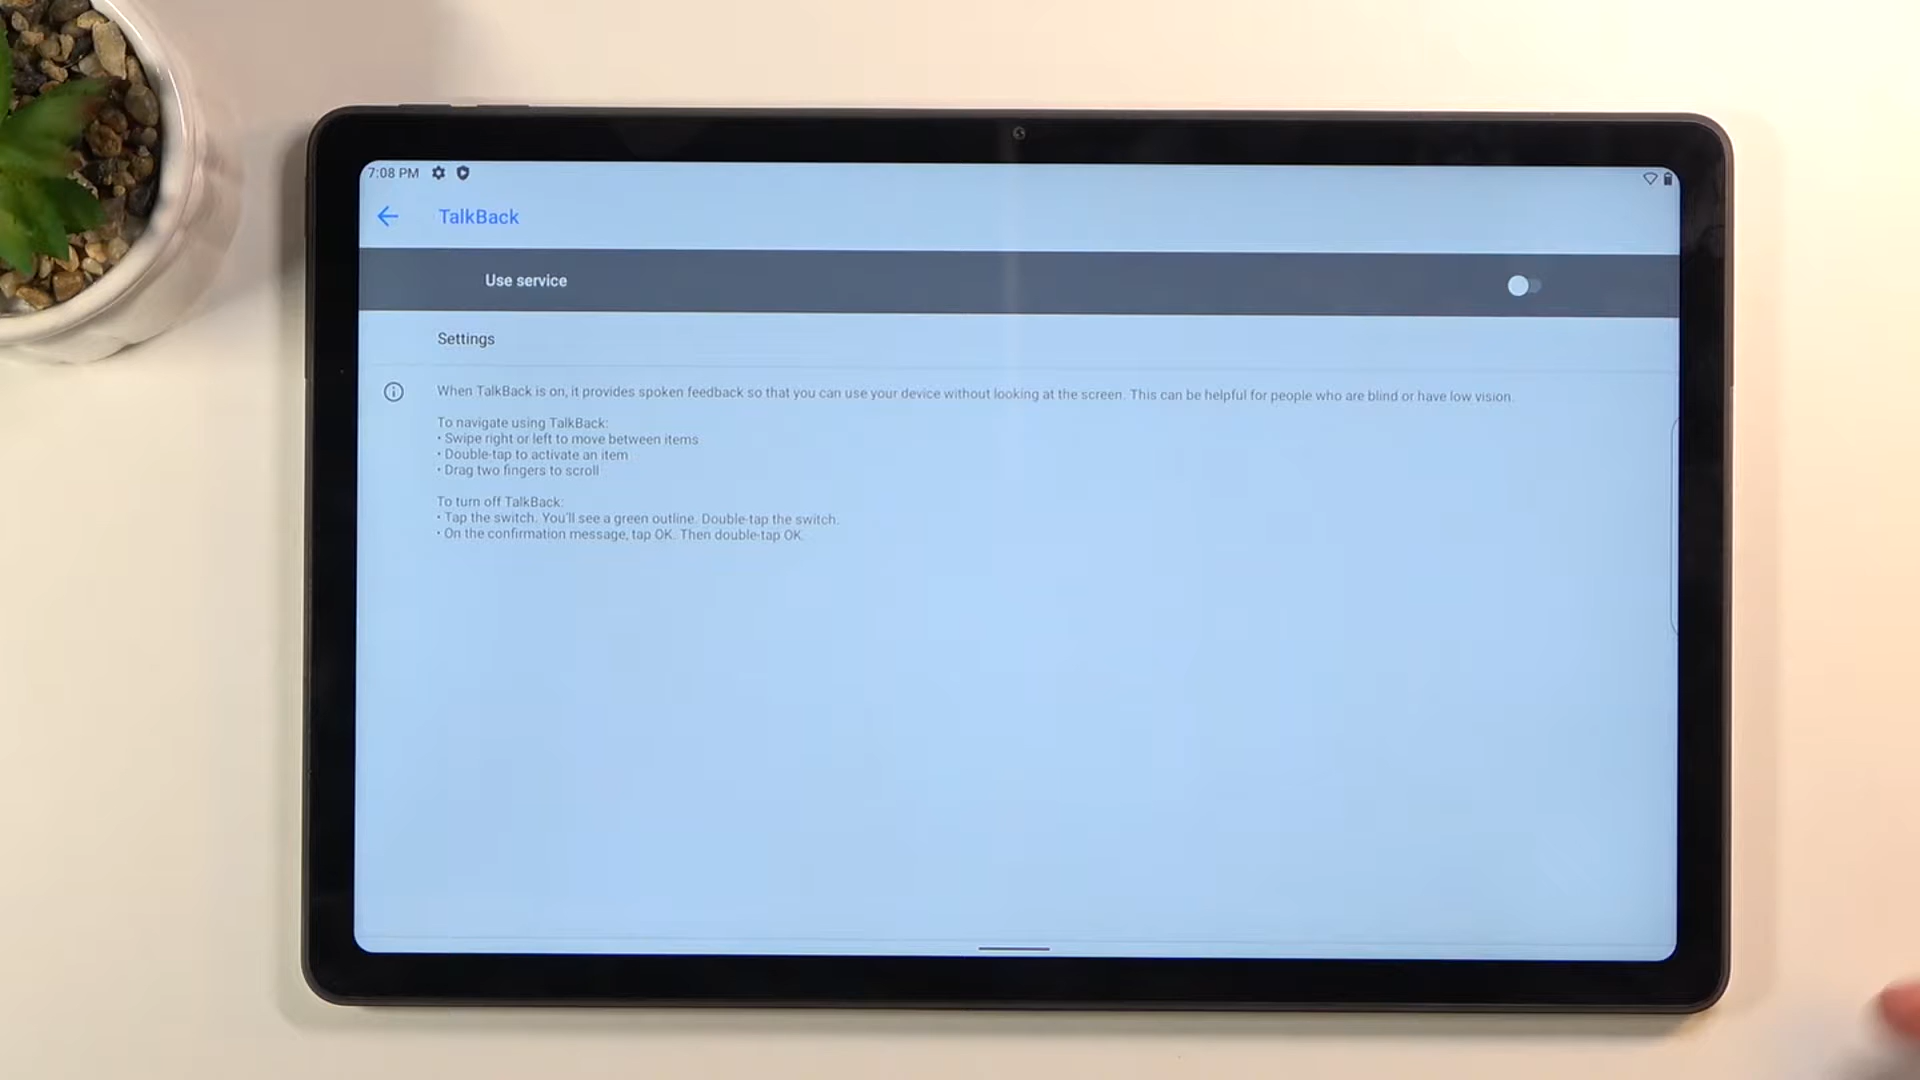 7:08 PM
TalkBack
Use service
Settings
When TalkBack is on, it provides spoken feedback so that you can use your device without looking at the screen. This can be helpful for people who are blind or have low vision.
To navigate using TalkBack:
• Swipe right or left to move between items
• Double-tap to activate an item
• Drag two fingers to scroll
To turn off TalkBack:
• Tap the switch. You'll see a green outline. Double-tap the switch.
• On the confirmation message, tap OK. Then double-tap OK.